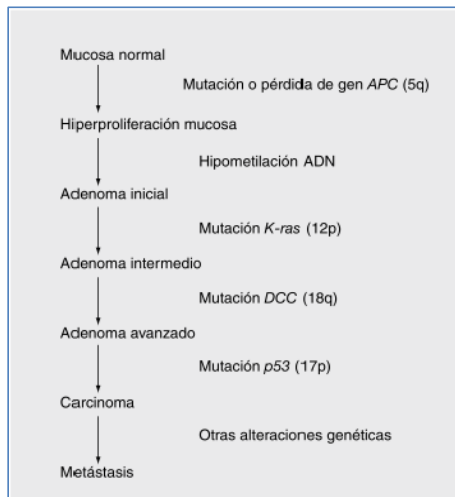 Mucosa normal
Mutación o pérdida de gen APC (5q)
Hiperproliferación mucosa
Hipometilación ADN
Adenoma inicial
Mutación K-ras (12p)
Adenoma intermedio
Mutación DCC (18q)
Adenoma avanzado
Mutación p53 (17p)
Carcinoma
Otras alteraciones genéticas
Metástasis